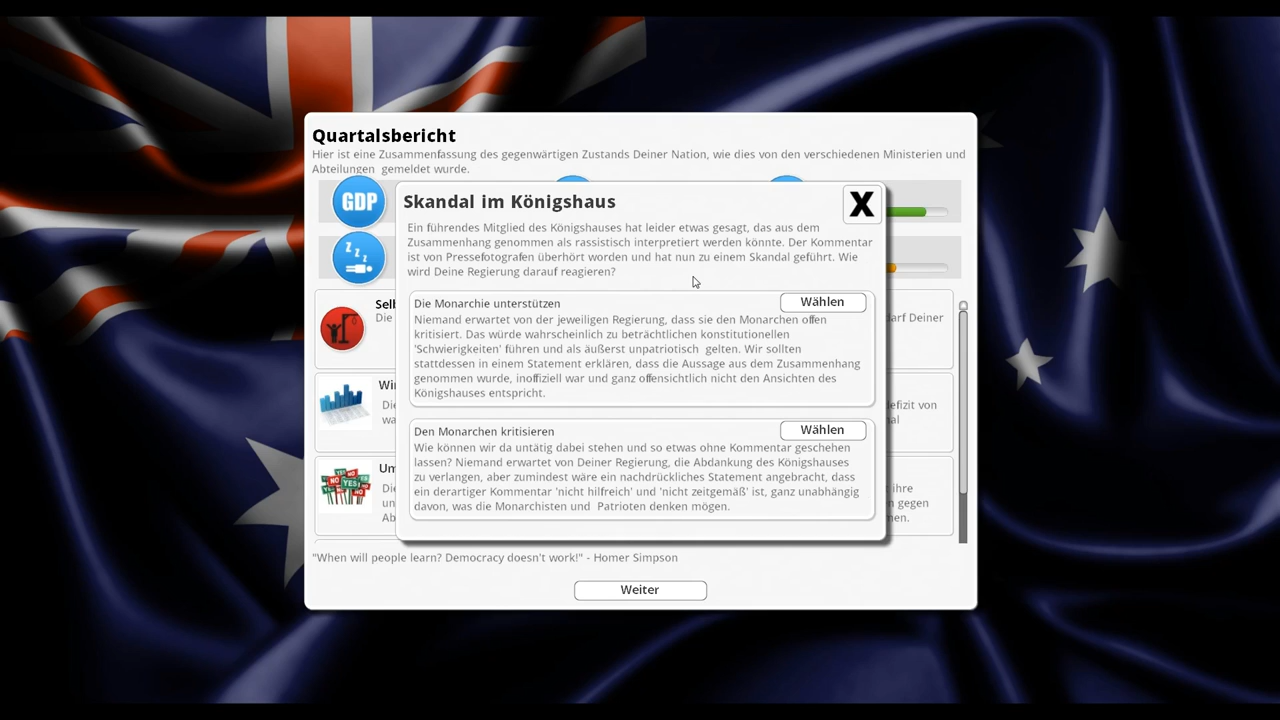 Quartalsbericht
Hier ist eine Zusammenfassung des gegenwärtigen Zustands Deiner Nation, wie dies von den verschiedenen Ministerien und
Abteilungen gemeldet wurde.
GDP
Skandal im Königshaus
X
Ein führendes Mitglied des Königshauses hat leider etwas gesagt, das aus dem
Zusammenhang genommen als rassistisch interpretiert werden könnte. Der Kommentar
ist von Pressefotografen überhört worden und hat nun zu einem Skandal geführt. Wie
wird Deine Regierung darauf reagieren?
Die Monarchie unterstützen
Wählen
Niemand erwartet von der jeweiligen Regierung, dass sie den Monarchen offen
kritisiert. Das würde wahrscheinlich zu beträchtlichen konstitutionellen
'Schwierigkeiten' führen und als äußerst unpatriotisch gelten. Wir sollten
stattdessen in einem Statement erklären, dass die Aussage aus dem Zusammenhang
genommen wurde, inoffiziell war und ganz offensichtlich nicht den Ansichten des
Königshauses entspricht.
Den Monarchen kritisieren
Wählen
Wie können wir da untätig dabei stehen und so etwas ohne Kommentar geschehen
lassen? Niemand erwartet von Deiner Regierung, die Abdankung des Königshauses
zu verlangen, aber zumindest wäre ein nachdrückliches Statement angebracht, dass
ein derartiger Kommentar 'nicht hilfreich' und 'nicht zeitgemäß' ist, ganz unabhängig
davon, was die Monarchisten und Patrioten denken mögen.
Die
darf Deiner
Die
defizit von
Die
ihre
gegen
"When will people learn? Democracy doesn't work!" - Homer Simpson
Weiter